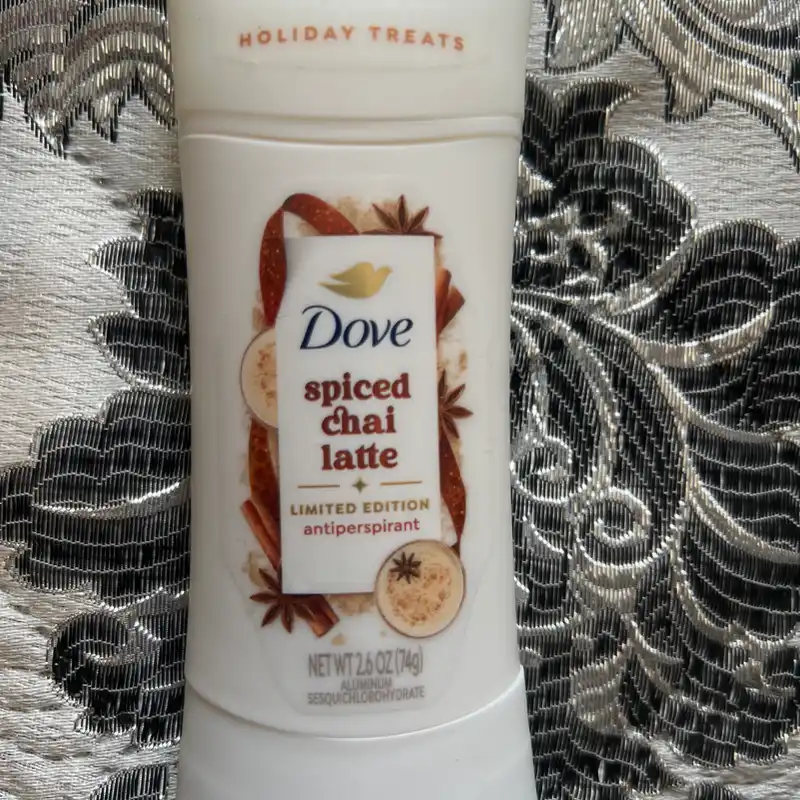 HOLIDAY TREATS
Dove
spiced
chai
latte
LIMITED EDITION
antiperspirant
NET WT 2.6 OZ (74g)
ALUMINUM
SESQUICHLOROHYDRATE